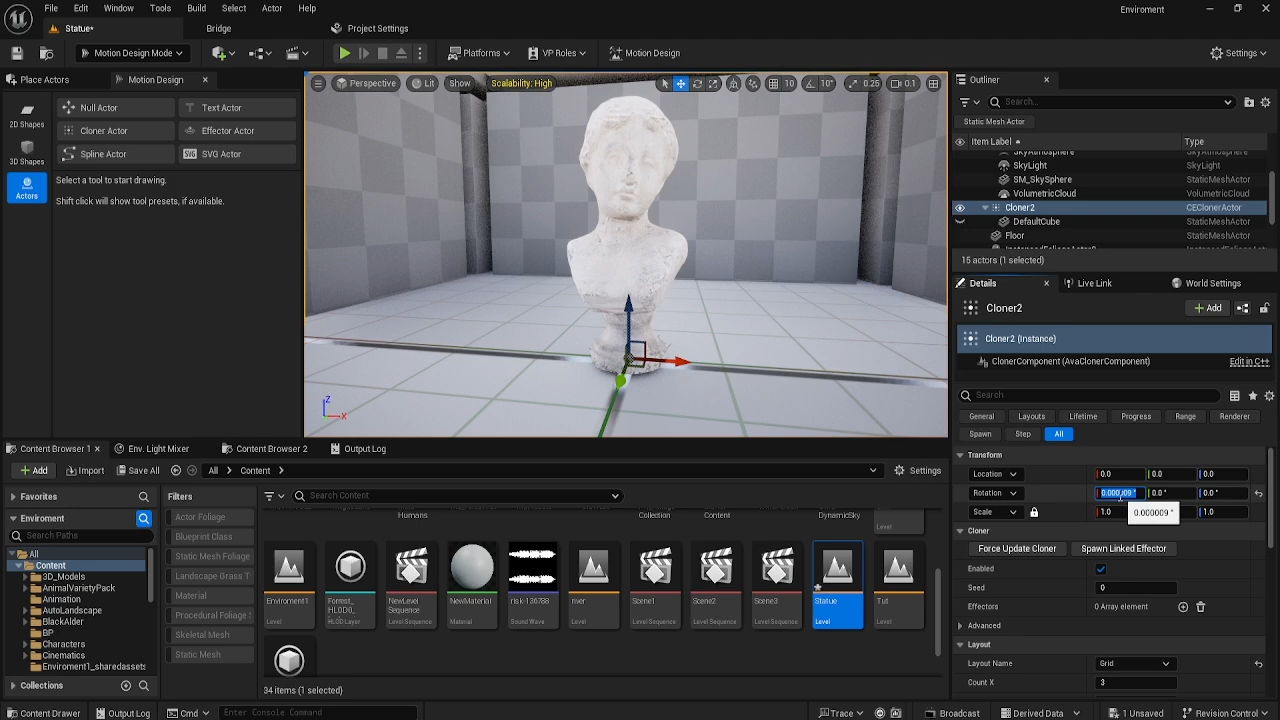 File Edit Window Tools Build Select Actor Help
Enviroment
Statue*
Bridge
Project Settings
Motion Design Mode
Platforms
VP Roles
Motion Design
Settings
Place Actors
Motion Design
2D Shapes
3D Shapes
Actors
Null Actor
Text Actor
Cloner Actor
Effector Actor
Spline Actor
SVG
SVG Actor
Select a tool to start drawing.
Shift click will show tool presets, if available.
Perspective
Lit
Show
Scalability: High
10
10°
0.25
0.1
Z
X
Outliner
Search...
Static Mesh Actor
Item Label
Type
SkyAtmosphere
SkyAtmosphere
SkyLight
SkyLight
SM_SkySphere
StaticMeshActor
VolumetricCloud
VolumetricCloud
Cloner2
CEClonerActor
DefaultCube
StaticMeshActor
Floor
StaticMeshActor
15 actors (1 selected)
Details
Live Link
World Settings
Cloner2
Add
Cloner2 (Instance)
ClonerComponent (AvaClonerComponent)
Edit in C++
Search
General
Layouts
Lifetime
Progress
Range
Renderer
Spawn
Step
All
Transform
Location
0.0
0.0
0.0
Rotation
0.000009 °
0.0 °
0.0 °
Scale
1.0
1.0
0.000009 °
Cloner
Force Update Cloner
Spawn Linked Effector
Enabled
Seed
0
Effectors
0 Array element
Advanced
Layout
Layout Name
Grid
Count X
3
Content Browser 1
Env. Light Mixer
Content Browser 2
Output Log
Add
Import
Save All
All
Content
Settings
Favorites
Enviroment
Search Paths
All
Content
3D_Models
AnimalVarietyPack
Animation
AutoLandscape
BlackAlder
BP
Characters
Cinematics
Enviroment1_sharedassets
Collections
Filters
Actor Foliage
Blueprint Class
Static Mesh Foliage
Landscape Grass T
Material
Procedural Foliage S
Skeletal Mesh
Static Mesh
Search Content
Humans
Collection
Content
DynamicSky
Level
Enviroment1
Level
Forest_
HLOD0_
HLOD Layer
NewLevel
Sequence
Level Sequence
NewMaterial
Material
risk-136788
Sound Wave
river
Level
Scene1
Level Sequence
Scene2
Level Sequence
Scene3
Level Sequence
Statue
Level
Tut
Level
34 items (1 selected)
Content Drawer
Output Log
Cmd
Enter Console Command
Trace
Broadcast
Derived Data
1 Unsaved
Revision Control